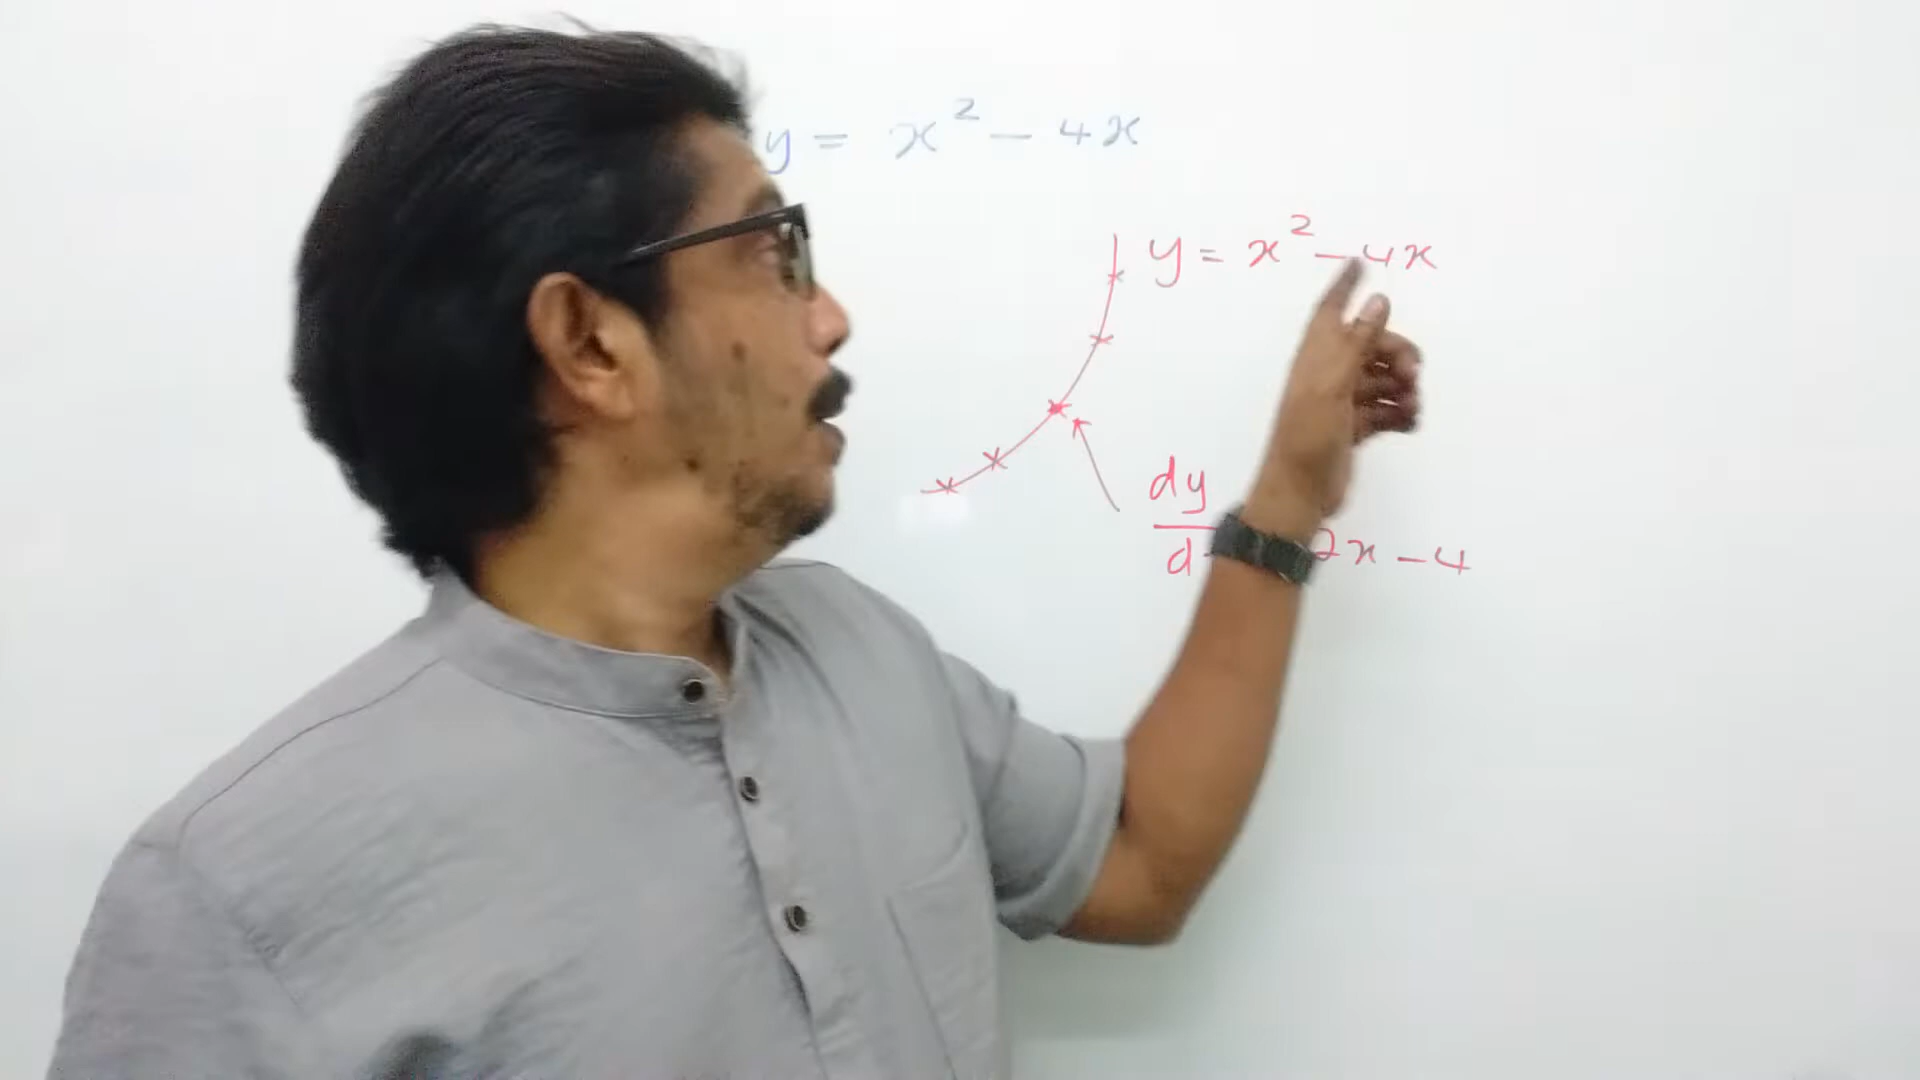 y = x² - 4x
y = x² - 4x
dy
d 2x - 4